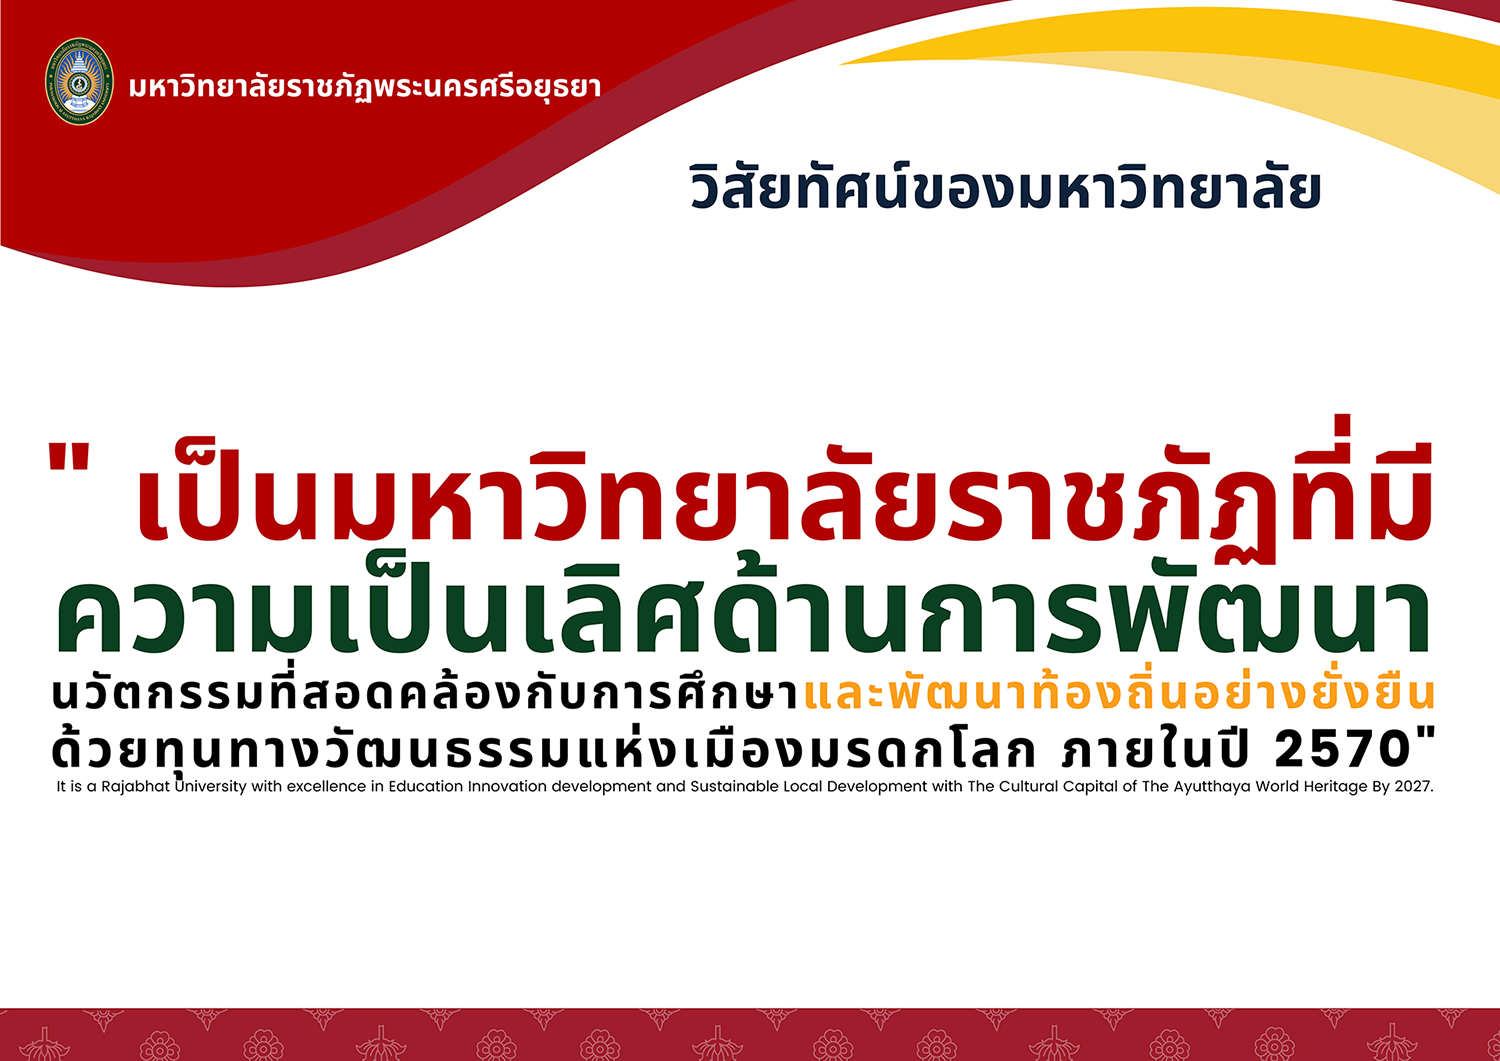 มหาวิทยาลัยราชภัฏพระนครศรีอยุธยา
วิสัยทัศน์ของมหาวิทยาลัย
" เป็นมหาวิทยาลัยราชภัฏที่มี
ความเป็นเลิศด้านการพัฒนา
นวัตกรรมที่สอดคล้องกับการศึกษาและพัฒนาท้องถิ่นอย่างยั่งยืน
ด้วยทุนทางวัฒนธรรมแห่งเมืองมรดกโลก ภายในปี 2570"
It is a Rajabhat University with excellence in Education Innovation development and Sustainable Local Development with The Cultural Capital of The Ayutthaya World Heritage By 2027.